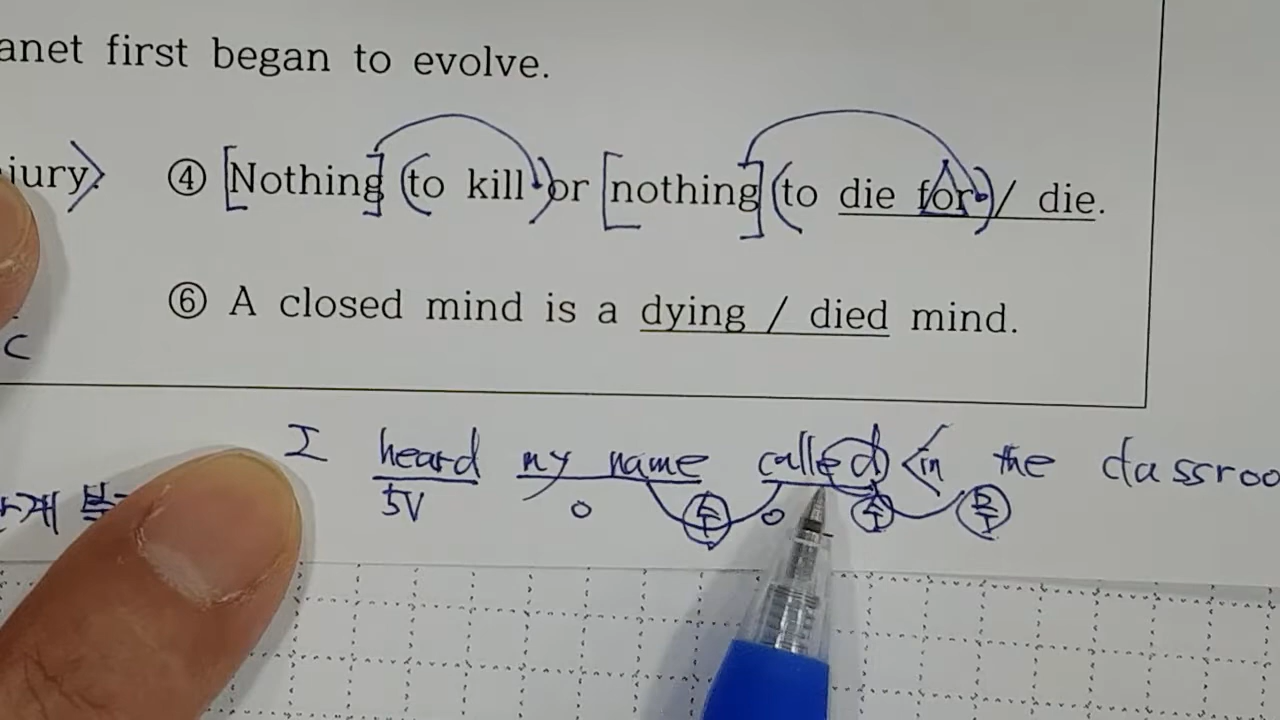 anet first began to evolve.
jury> ④ [Nothing] (to kill) or [nothing] (to die for) / die.
⑥ A closed mind is a dying / died mind.
C
I heard my name called <in the classroo
5V O O
계